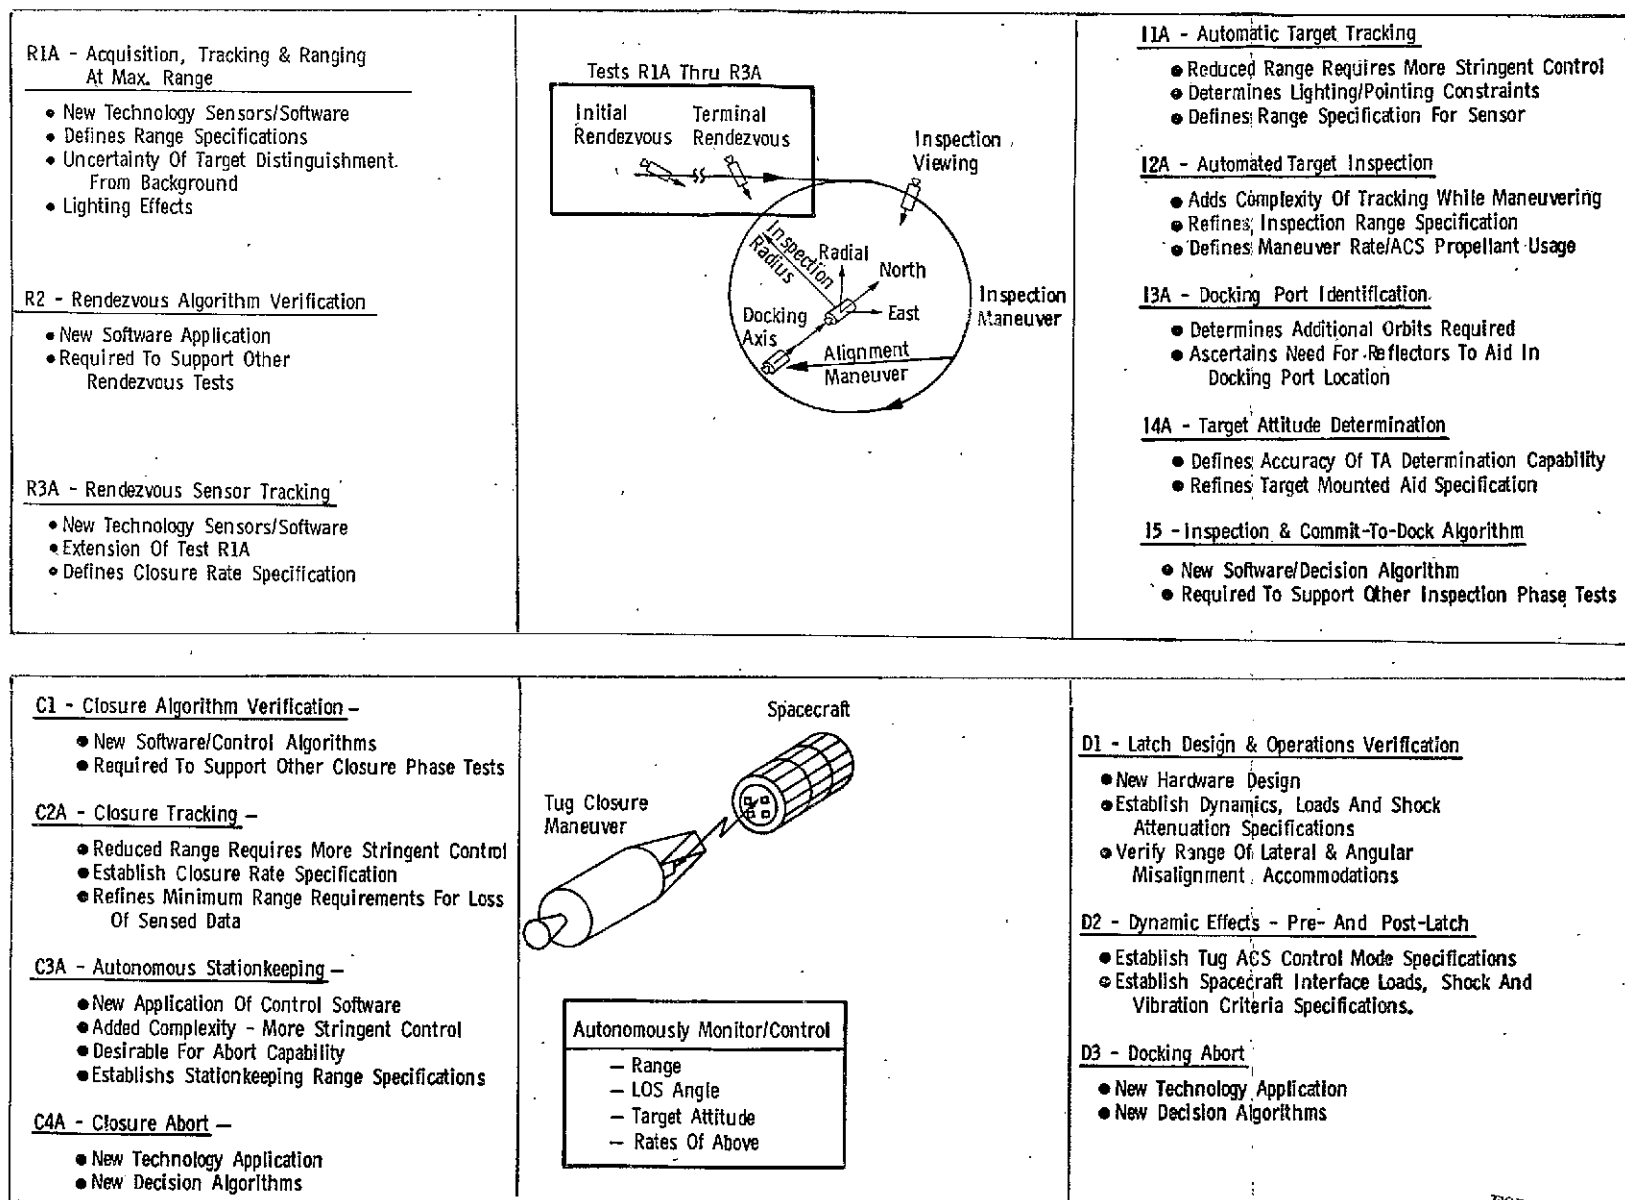 R1A - Acquisition, Tracking & Ranging
At Max. Range
• New Technology Sensors/Software
• Defines Range Specifications
• Uncertainty Of Target Distinguishment
From Background
• Lighting Effects
R2 - Rendezvous Algorithm Verification
• New Software Application
• Required To Support Other
Rendezvous Tests
R3A - Rendezvous Sensor Tracking
• New Technology Sensors/Software
• Extension Of Test R1A
• Defines Closure Rate Specification
Tests R1A Thru R3A
Initial
Rendezvous
Terminal
Rendezvous
Inspection
Viewing
Inspection
Radius
Radial
North
East
Docking
Axis
Alignment
Maneuver
Inspection
Maneuver
I1A - Automatic Target Tracking
• Reduced Range Requires More Stringent Control
• Determines Lighting/Pointing Constraints
• Defines Range Specification For Sensor
I2A - Automated Target Inspection
• Adds Complexity Of Tracking While Maneuvering
• Refines Inspection Range Specification
• Defines Maneuver Rate/ACS Propellant Usage
I3A - Docking Port Identification
• Determines Additional Orbits Required
• Ascertains Need For Reflectors To Aid In
Docking Port Location
I4A - Target Attitude Determination
• Defines Accuracy Of TA Determination Capability
• Refines Target Mounted Aid Specification
I5 - Inspection & Commit-To-Dock Algorithm
• New Software/Decision Algorithm
• Required To Support Other Inspection Phase Tests
C1 - Closure Algorithm Verification -
• New Software/Control Algorithms
• Required To Support Other Closure Phase Tests
C2A - Closure Tracking -
• Reduced Range Requires More Stringent Control
• Establish Closure Rate Specification
• Refines Minimum Range Requirements For Loss
Of Sensed Data
C3A - Autonomous Stationkeeping -
• New Application Of Control Software
• Added Complexity - More Stringent Control
• Desirable For Abort Capability
• Establishs Stationkeeping Range Specifications
C4A - Closure Abort -
• New Technology Application
• New Decision Algorithms
Spacecraft
Tug Closure
Maneuver
Autonomously Monitor/Control
- Range
- LOS Angle
- Target Attitude
- Rates Of Above
D1 - Latch Design & Operations Verification
• New Hardware Design
• Establish Dynamics, Loads And Shock
Attenuation Specifications
• Verify Range Of Lateral & Angular
Misalignment Accommodations
D2 - Dynamic Effects - Pre- And Post-Latch
• Establish Tug ACS Control Mode Specifications
• Establish Spacecraft Interface Loads, Shock And
Vibration Criteria Specifications.
D3 - Docking Abort
• New Technology Application
• New Decision Algorithms